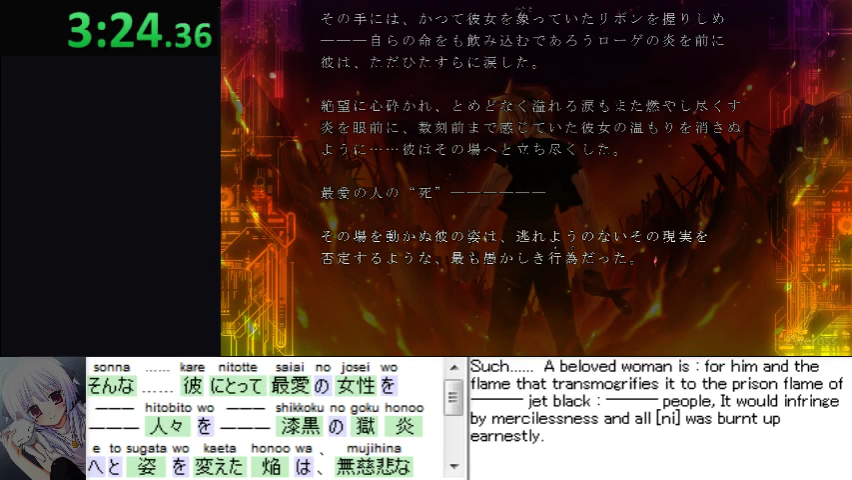 3:24.36
その手には、かつて彼女を象っていたリボンを握りしめ
―――自らの命をも飲み込むであろうローゲの炎を前に
彼は、ただひたすらに涙した。
絶望に心砕かれ、とめどなく溢れる涙もまた燃やし尽くす
炎を眼前に、数刻前まで感じていた彼女の温もりを消さぬ
ように……彼はその場へと立ち尽くした。
最愛の人の“死”――――――
その場を動かぬ彼の姿は、逃れようのないその現実を
否定するような、最も愚かしき行為だった。
sonna ...... kare nitotte saiai no josei wo
そんな …… 彼 にとって 最愛 の 女性 を
――― hitobito wo ――― shikkoku no goku honoo
――― 人々 を ――― 漆黒 の 獄 炎
e to sugata wo kaeta honoo wa 、 mujihina
へ と 姿 を 変えた 焔 は 、 無慈悲な
Such...... A beloved woman is : for him and the
flame that transmogrifies it to the prison flame of
――― jet black : ――― people, It would infringe
by mercilessness and all [ni] was burnt up
earnestly.